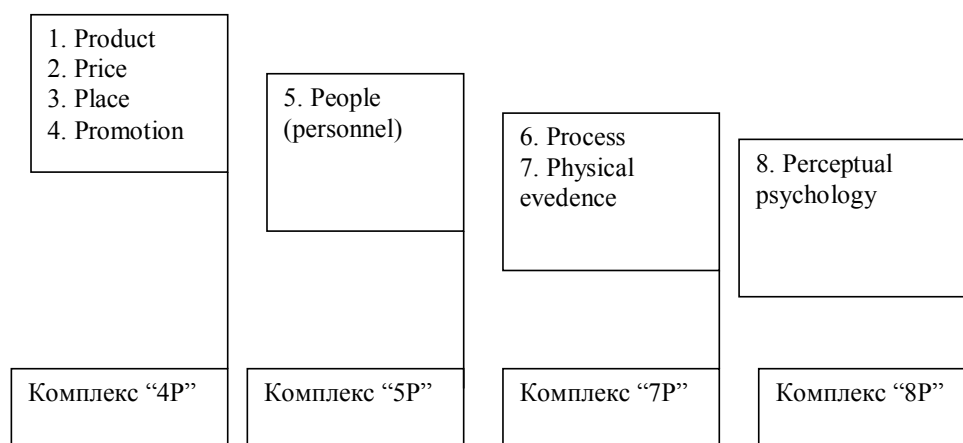 1. Product
2. Price
3. Place
4. Promotion
5. People
(personnel)
6. Process
7. Physical
evedence
8. Perceptual
psychology
Комплекс “4P”
Комплекс “5P”
Комплекс “7P”
Комплекс “8P”